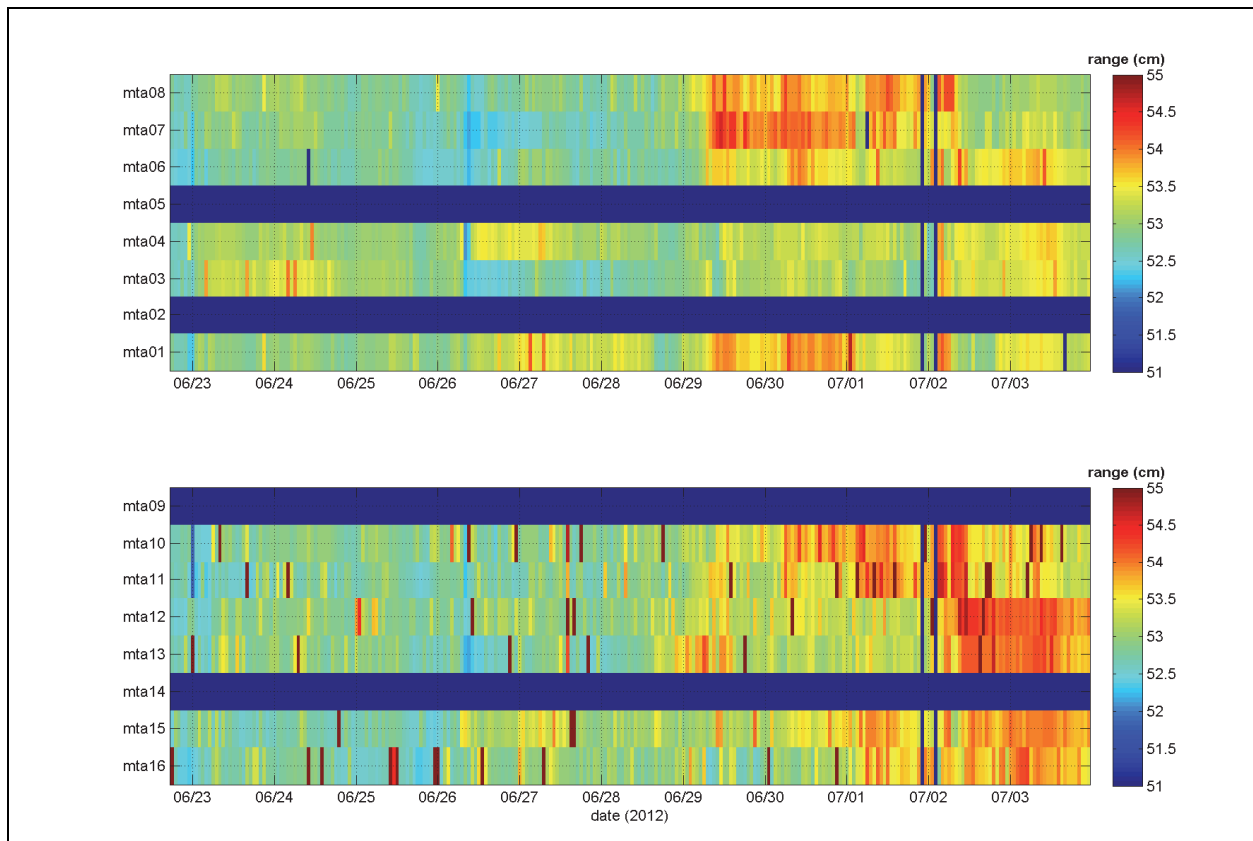 range (cm)
mta08
mta07
mta06
mta05
mta04
mta03
mta02
mta01
55
54.5
54
53.5
53
52.5
52
51.5
51
06/23 06/24 06/25 06/26 06/27 06/28 06/29 06/30 07/01 07/02 07/03
range (cm)
mta09
mta10
mta11
mta12
mta13
mta14
mta15
mta16
55
54.5
54
53.5
53
52.5
52
51.5
51
06/23 06/24 06/25 06/26 06/27 06/28 06/29 06/30 07/01 07/02 07/03
date (2012)